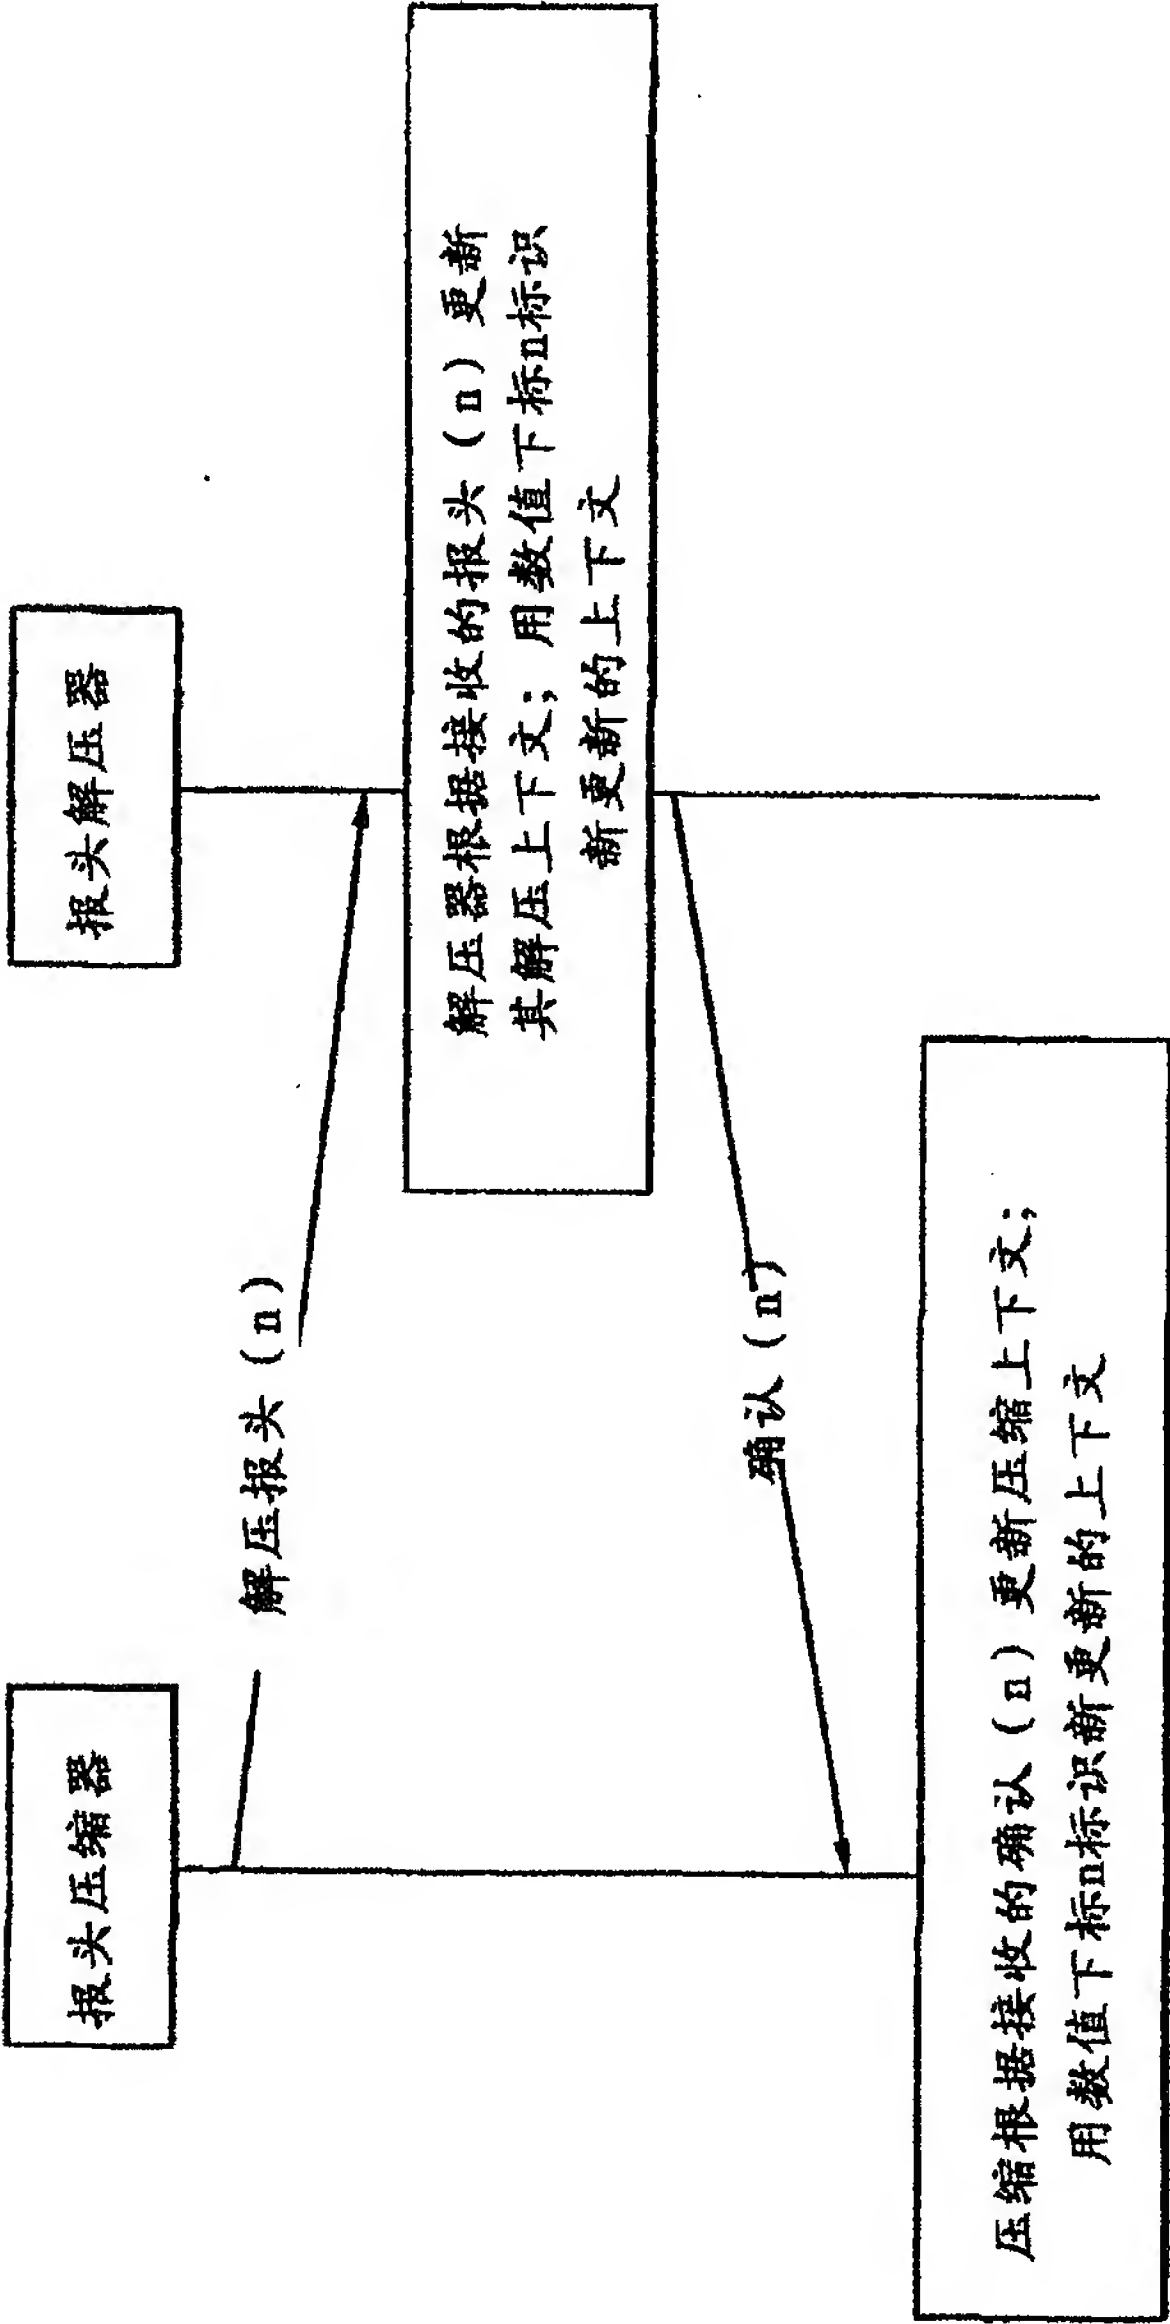 报头压缩器
报头解压器
解压报头(n)
解压器根据接收的报头(n)更新
其解压上下文;用数值下标n标识
新更新的上下文
确认(n)
压缩根据接收的确认(n)更新压缩上下文;
用数值下标n标识新更新的上下文